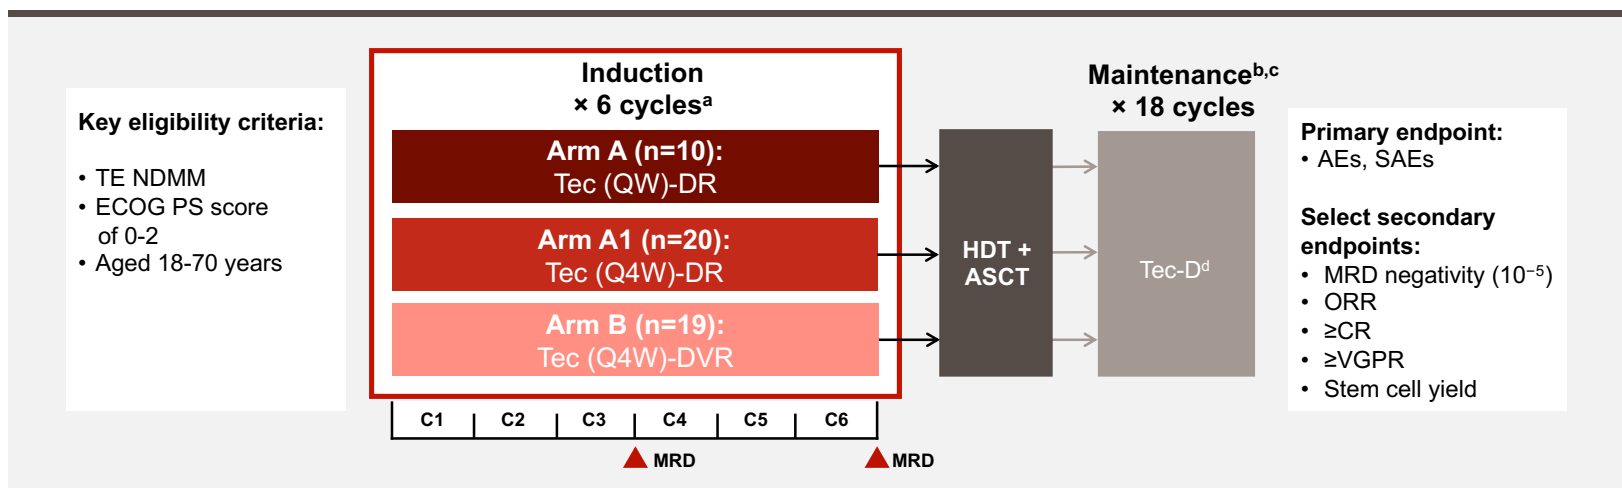 Key eligibility criteria:
• TE NDMM
• ECOG PS score
of 0-2
• Aged 18-70 years
Induction
× 6 cyclesᵃ
Arm A (n=10):
Tec (QW)-DR
Arm A1 (n=20):
Tec (Q4W)-DR
Arm B (n=19):
Tec (Q4W)-DVR
C1 C2 C3 C4 C5 C6
MRD MRD
HDT +
ASCT
Maintenanceᵇ,ᶜ
× 18 cycles
Tec-Dᵈ
Primary endpoint:
• AEs, SAEs
Select secondary
endpoints:
• MRD negativity (10⁻⁵)
• ORR
• ≥CR
• ≥VGPR
• Stem cell yield